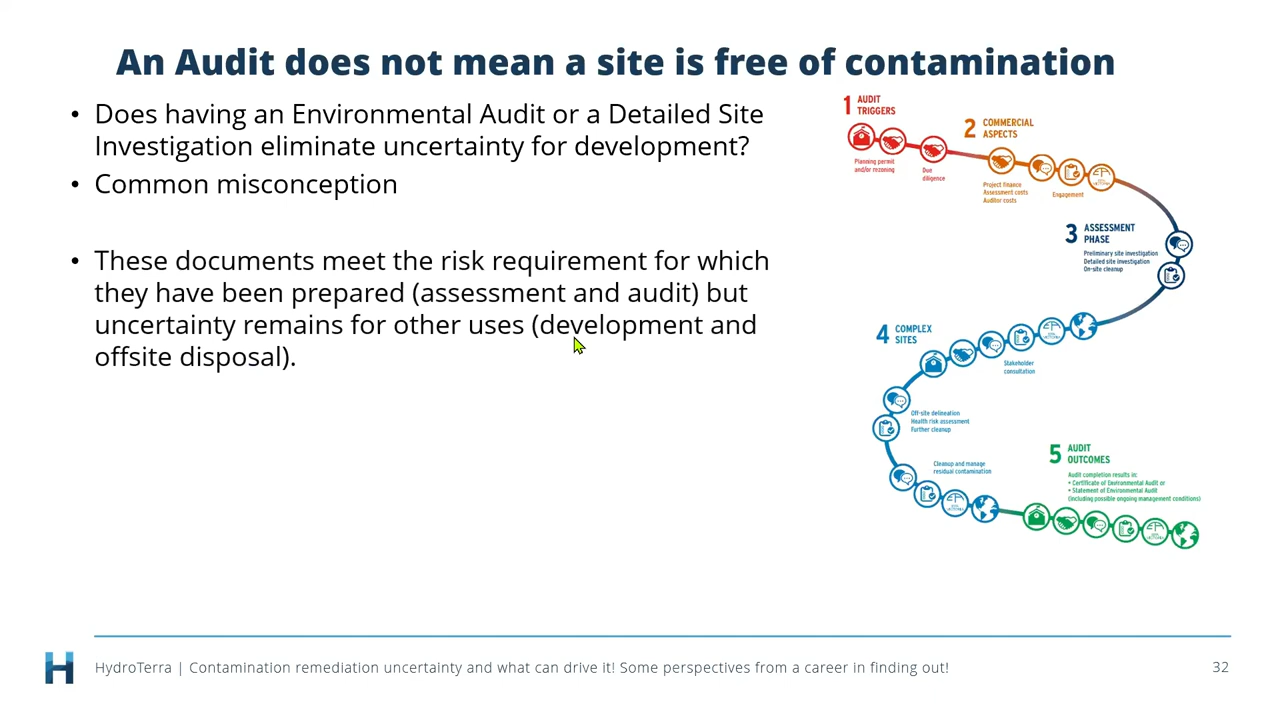 An Audit does not mean a site is free of contamination
• Does having an Environmental Audit or a Detailed Site
Investigation eliminate uncertainty for development?
• Common misconception
• These documents meet the risk requirement for which
they have been prepared (assessment and audit) but
uncertainty remains for other uses (development and
offsite disposal).
1 AUDIT
TRIGGERS
Planning permit
and/or rezoning
Due
diligence
2 COMMERCIAL
ASPECTS
Project finance
Assessment costs
Auditor costs
Engagement
3 ASSESSMENT
PHASE
Preliminary site investigation
Detailed site investigation
On-site cleanup
4 COMPLEX
SITES
Stakeholder
consultation
Off-site delineation
Health risk assessment
Further cleanup
Cleanup and manage
residual contamination
5 AUDIT
OUTCOMES
Audit completion results in:
• Certificate of Environmental Audit or
• Statement of Environmental Audit
(including possible ongoing management conditions)
HydroTerra | Contamination remediation uncertainty and what can drive it! Some perspectives from a career in finding out!
32